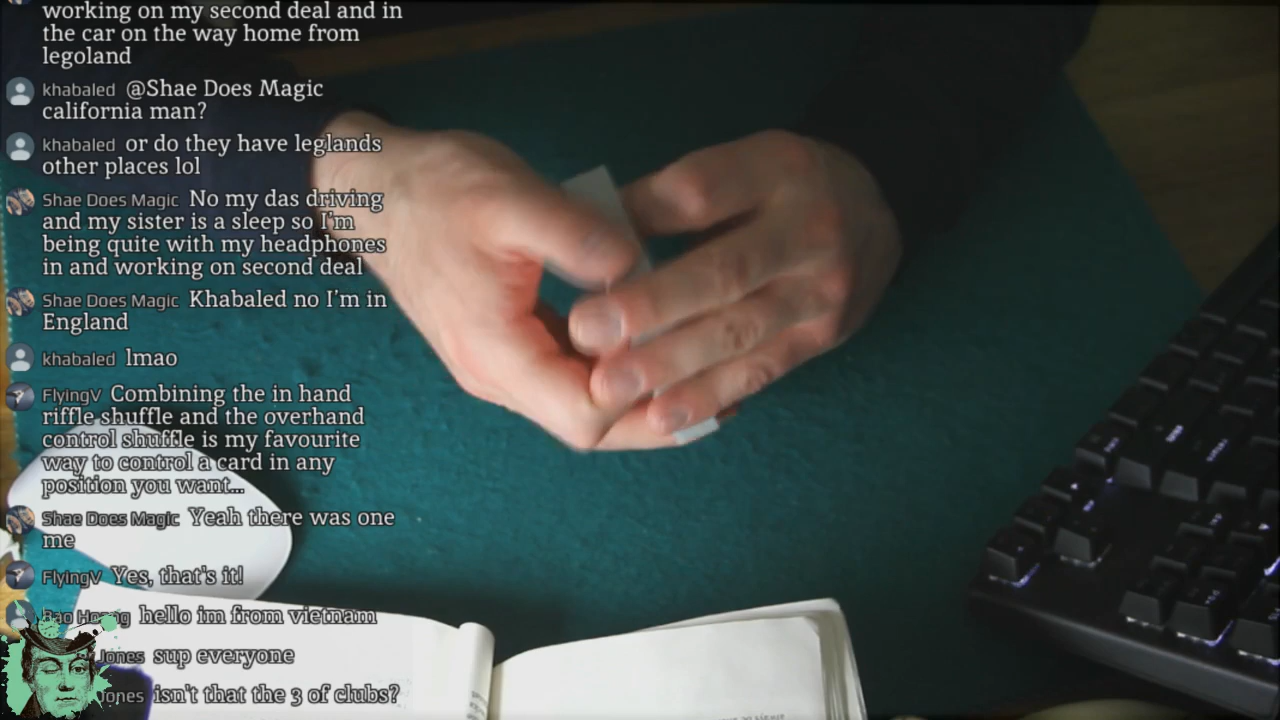 working on my second deal and in
the car on the way home from
legoland
khabaled @Shae Does Magic
california man?
khabaled or do they have leglands
other places lol
Shae Does Magic No my das driving
and my sister is a sleep so I'm
being quite with my headphones
in and working on second deal
Shae Does Magic Khabaled no I'm in
England
khabaled lmao
FlyingV Combining the in hand
riffle shuffle and the overhand
control shuffle is my favourite
way to control a card in any
position you want...
Shae Does Magic Yeah there was one
me
FlyingV Yes, that's it!
Bao Hoang hello im from vietnam
Jones sup everyone
Jones isn't that the 3 of clubs?